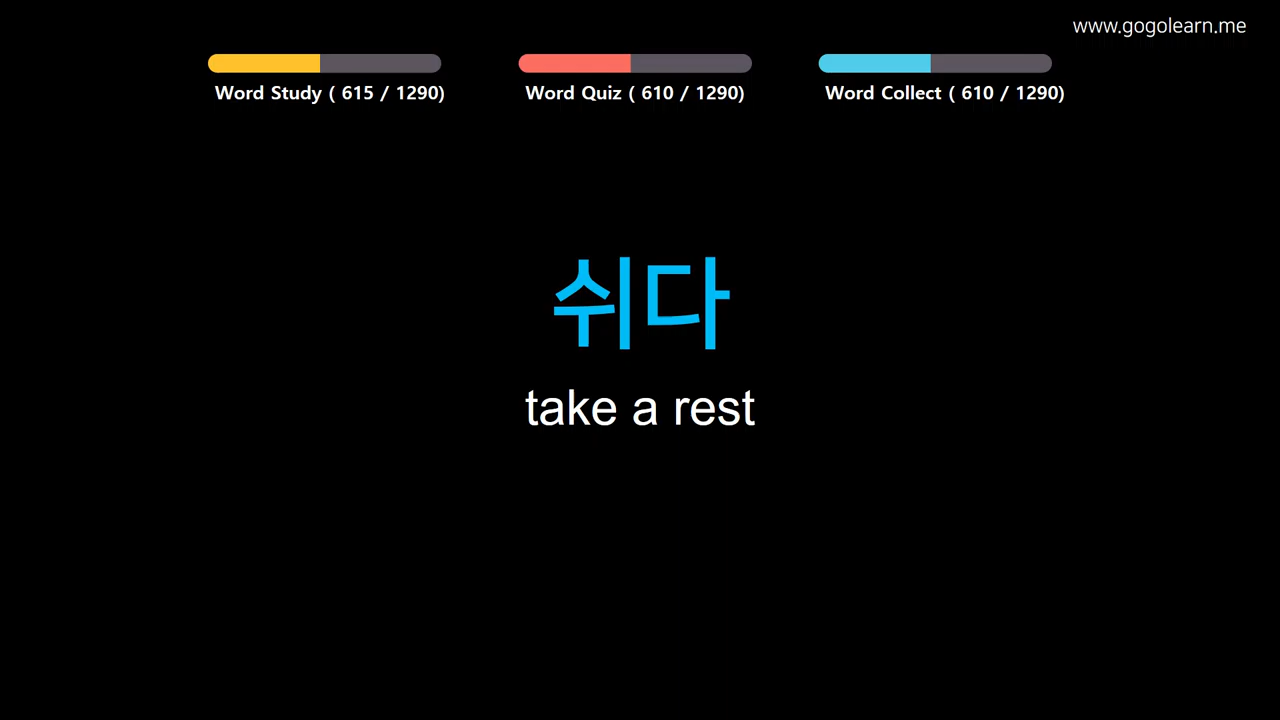 www.gogolearn.me
Word Study ( 615 / 1290)
Word Quiz ( 610 / 1290)
Word Collect ( 610 / 1290)
쉬다
take a rest